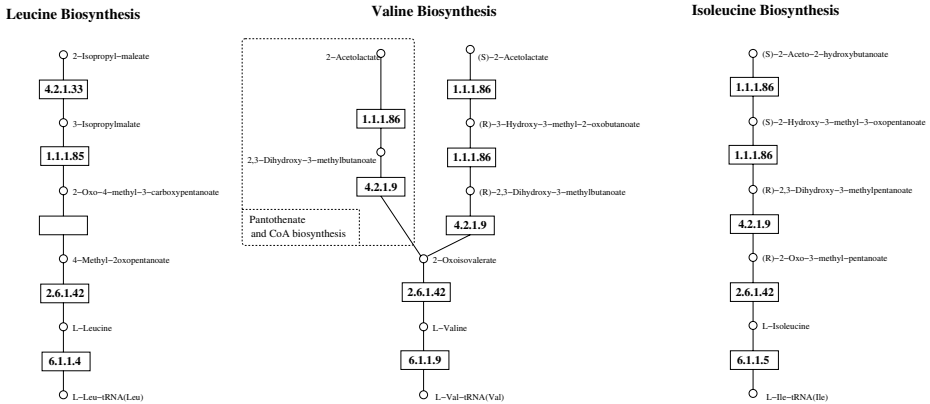 Leucine Biosynthesis
2−Isopropyl−maleate
4.2.1.33
3−Isopropylmalate
1.1.1.85
2−Oxo−4−methyl−3−carboxypentanoate
4−Methyl−2oxopentanoate
2.6.1.42
L−Leucine
6.1.1.4
L−Leu−tRNA(Leu)
Valine Biosynthesis
2−Acetolactate
1.1.1.86
2,3−Dihydroxy−3−methylbutanoate
4.2.1.9
Pantothenate
and CoA biosynthesis
(S)−2−Acetolactate
1.1.1.86
(R)−3−Hydroxy−3−methyl−2−oxobutanoate
1.1.1.86
(R)−2,3−Dihydroxy−3−methylbutanoate
4.2.1.9
2−Oxoisovalerate
2.6.1.42
L−Valine
6.1.1.9
L−Val−tRNA(Val)
Isoleucine Biosynthesis
(S)−2−Aceto−2−hydroxybutanoate
1.1.1.86
(S)−2−Hydroxy−3−methyl−3−oxopentanoate
1.1.1.86
(R)−2,3−Dihydroxy−3−methylpentanoate
4.2.1.9
(R)−2−Oxo−3−methyl−pentanoate
2.6.1.42
L−Isoleucine
6.1.1.5
L−Ile−tRNA(Ile)